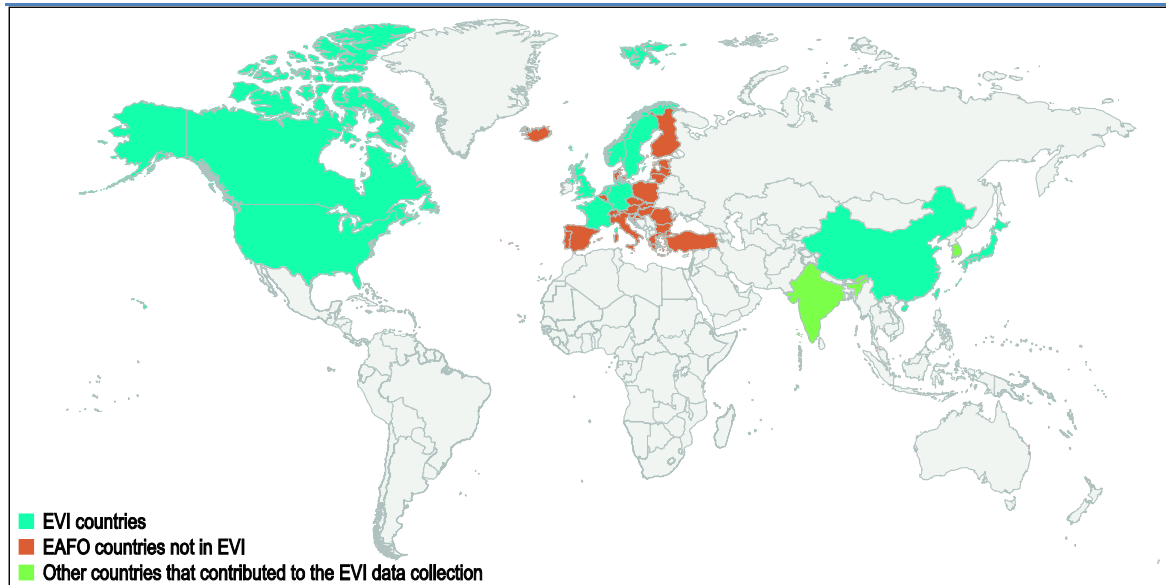 EVI countries
EAFO countries not in EVI
Other countries that contributed to the EVI data collection